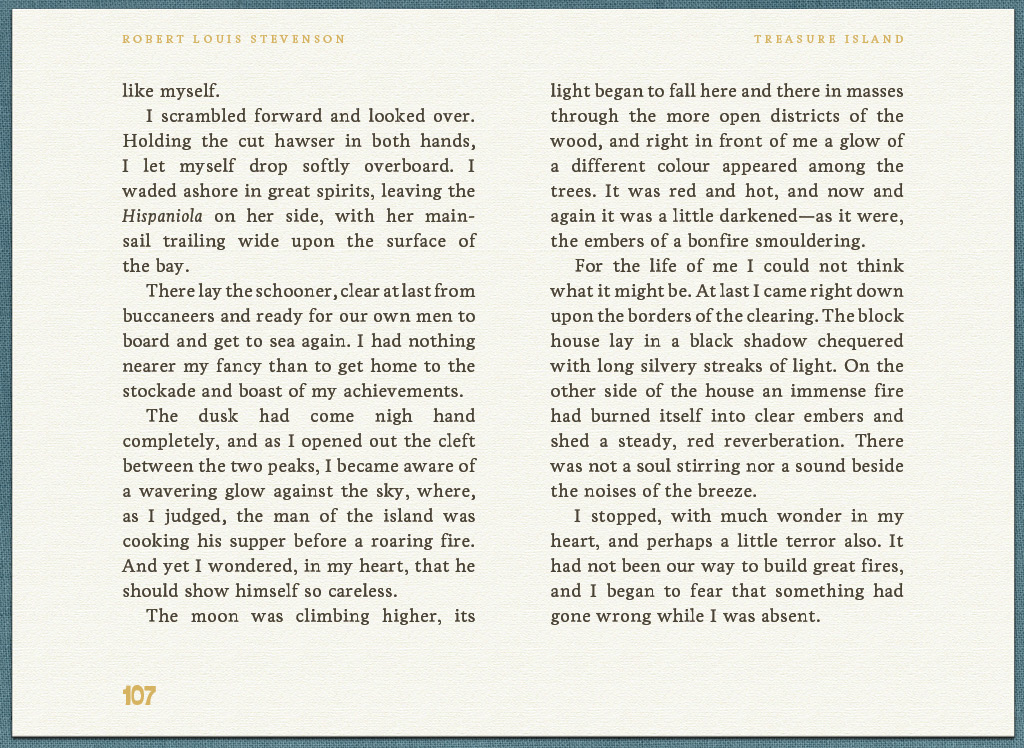 ROBERT LOUIS STEVENSON
TREASURE ISLAND
like myself.
I scrambled forward and looked over.
Holding the cut hawser in both hands,
I let myself drop softly overboard. I
waded ashore in great spirits, leaving the
Hispaniola on her side, with her main-
sail trailing wide upon the surface of
the bay.
There lay the schooner, clear at last from
buccaneers and ready for our own men to
board and get to sea again. I had nothing
nearer my fancy than to get home to the
stockade and boast of my achievements.
The dusk had come nigh hand
completely, and as I opened out the cleft
between the two peaks, I became aware of
a wavering glow against the sky, where,
as I judged, the man of the island was
cooking his supper before a roaring fire.
And yet I wondered, in my heart, that he
should show himself so careless.
The moon was climbing higher, its
light began to fall here and there in masses
through the more open districts of the
wood, and right in front of me a glow of
a different colour appeared among the
trees. It was red and hot, and now and
again it was a little darkened—as it were,
the embers of a bonfire smouldering.
For the life of me I could not think
what it might be. At last I came right down
upon the borders of the clearing. The block
house lay in a black shadow chequered
with long silvery streaks of light. On the
other side of the house an immense fire
had burned itself into clear embers and
shed a steady, red reverberation. There
was not a soul stirring nor a sound beside
the noises of the breeze.
I stopped, with much wonder in my
heart, and perhaps a little terror also. It
had not been our way to build great fires,
and I began to fear that something had
gone wrong while I was absent.
107